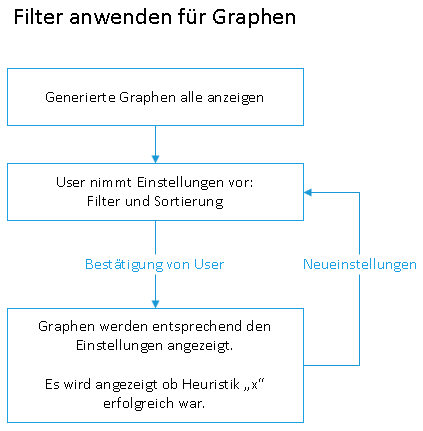 Filter anwenden für Graphen
Generierte Graphen alle anzeigen
User nimmt Einstellungen vor:
Filter und Sortierung
Bestätigung von User
Neueinstellungen
Graphen werden entsprechend den
Einstellungen angezeigt.
Es wird angezeigt ob Heuristik „x“
erfolgreich war.